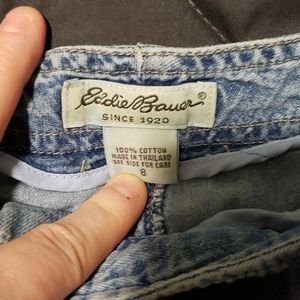 Eddie Bauer®
SINCE 1920
100% COTTON
MADE IN THAILAND
SEE SIDE FOR CARE
8